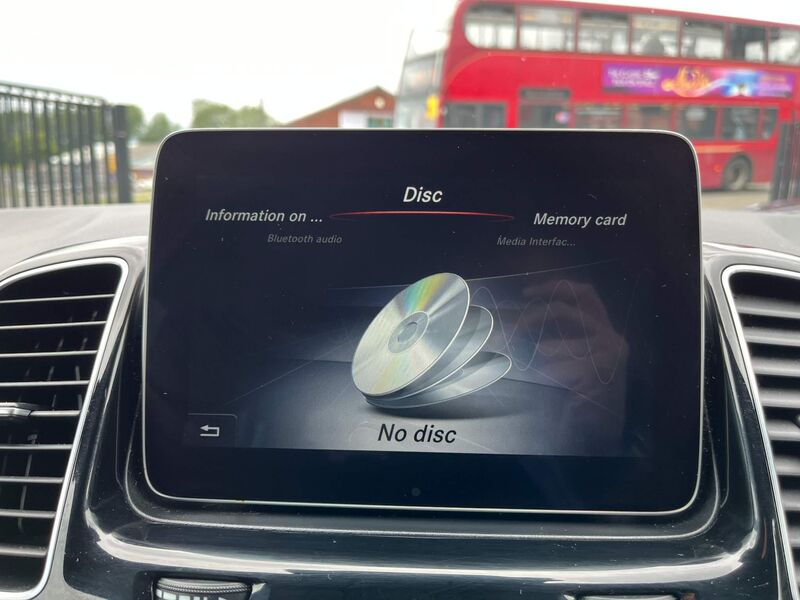 Disc
Information on ...
Memory card
Bluetooth audio
Media Interfac...
No disc